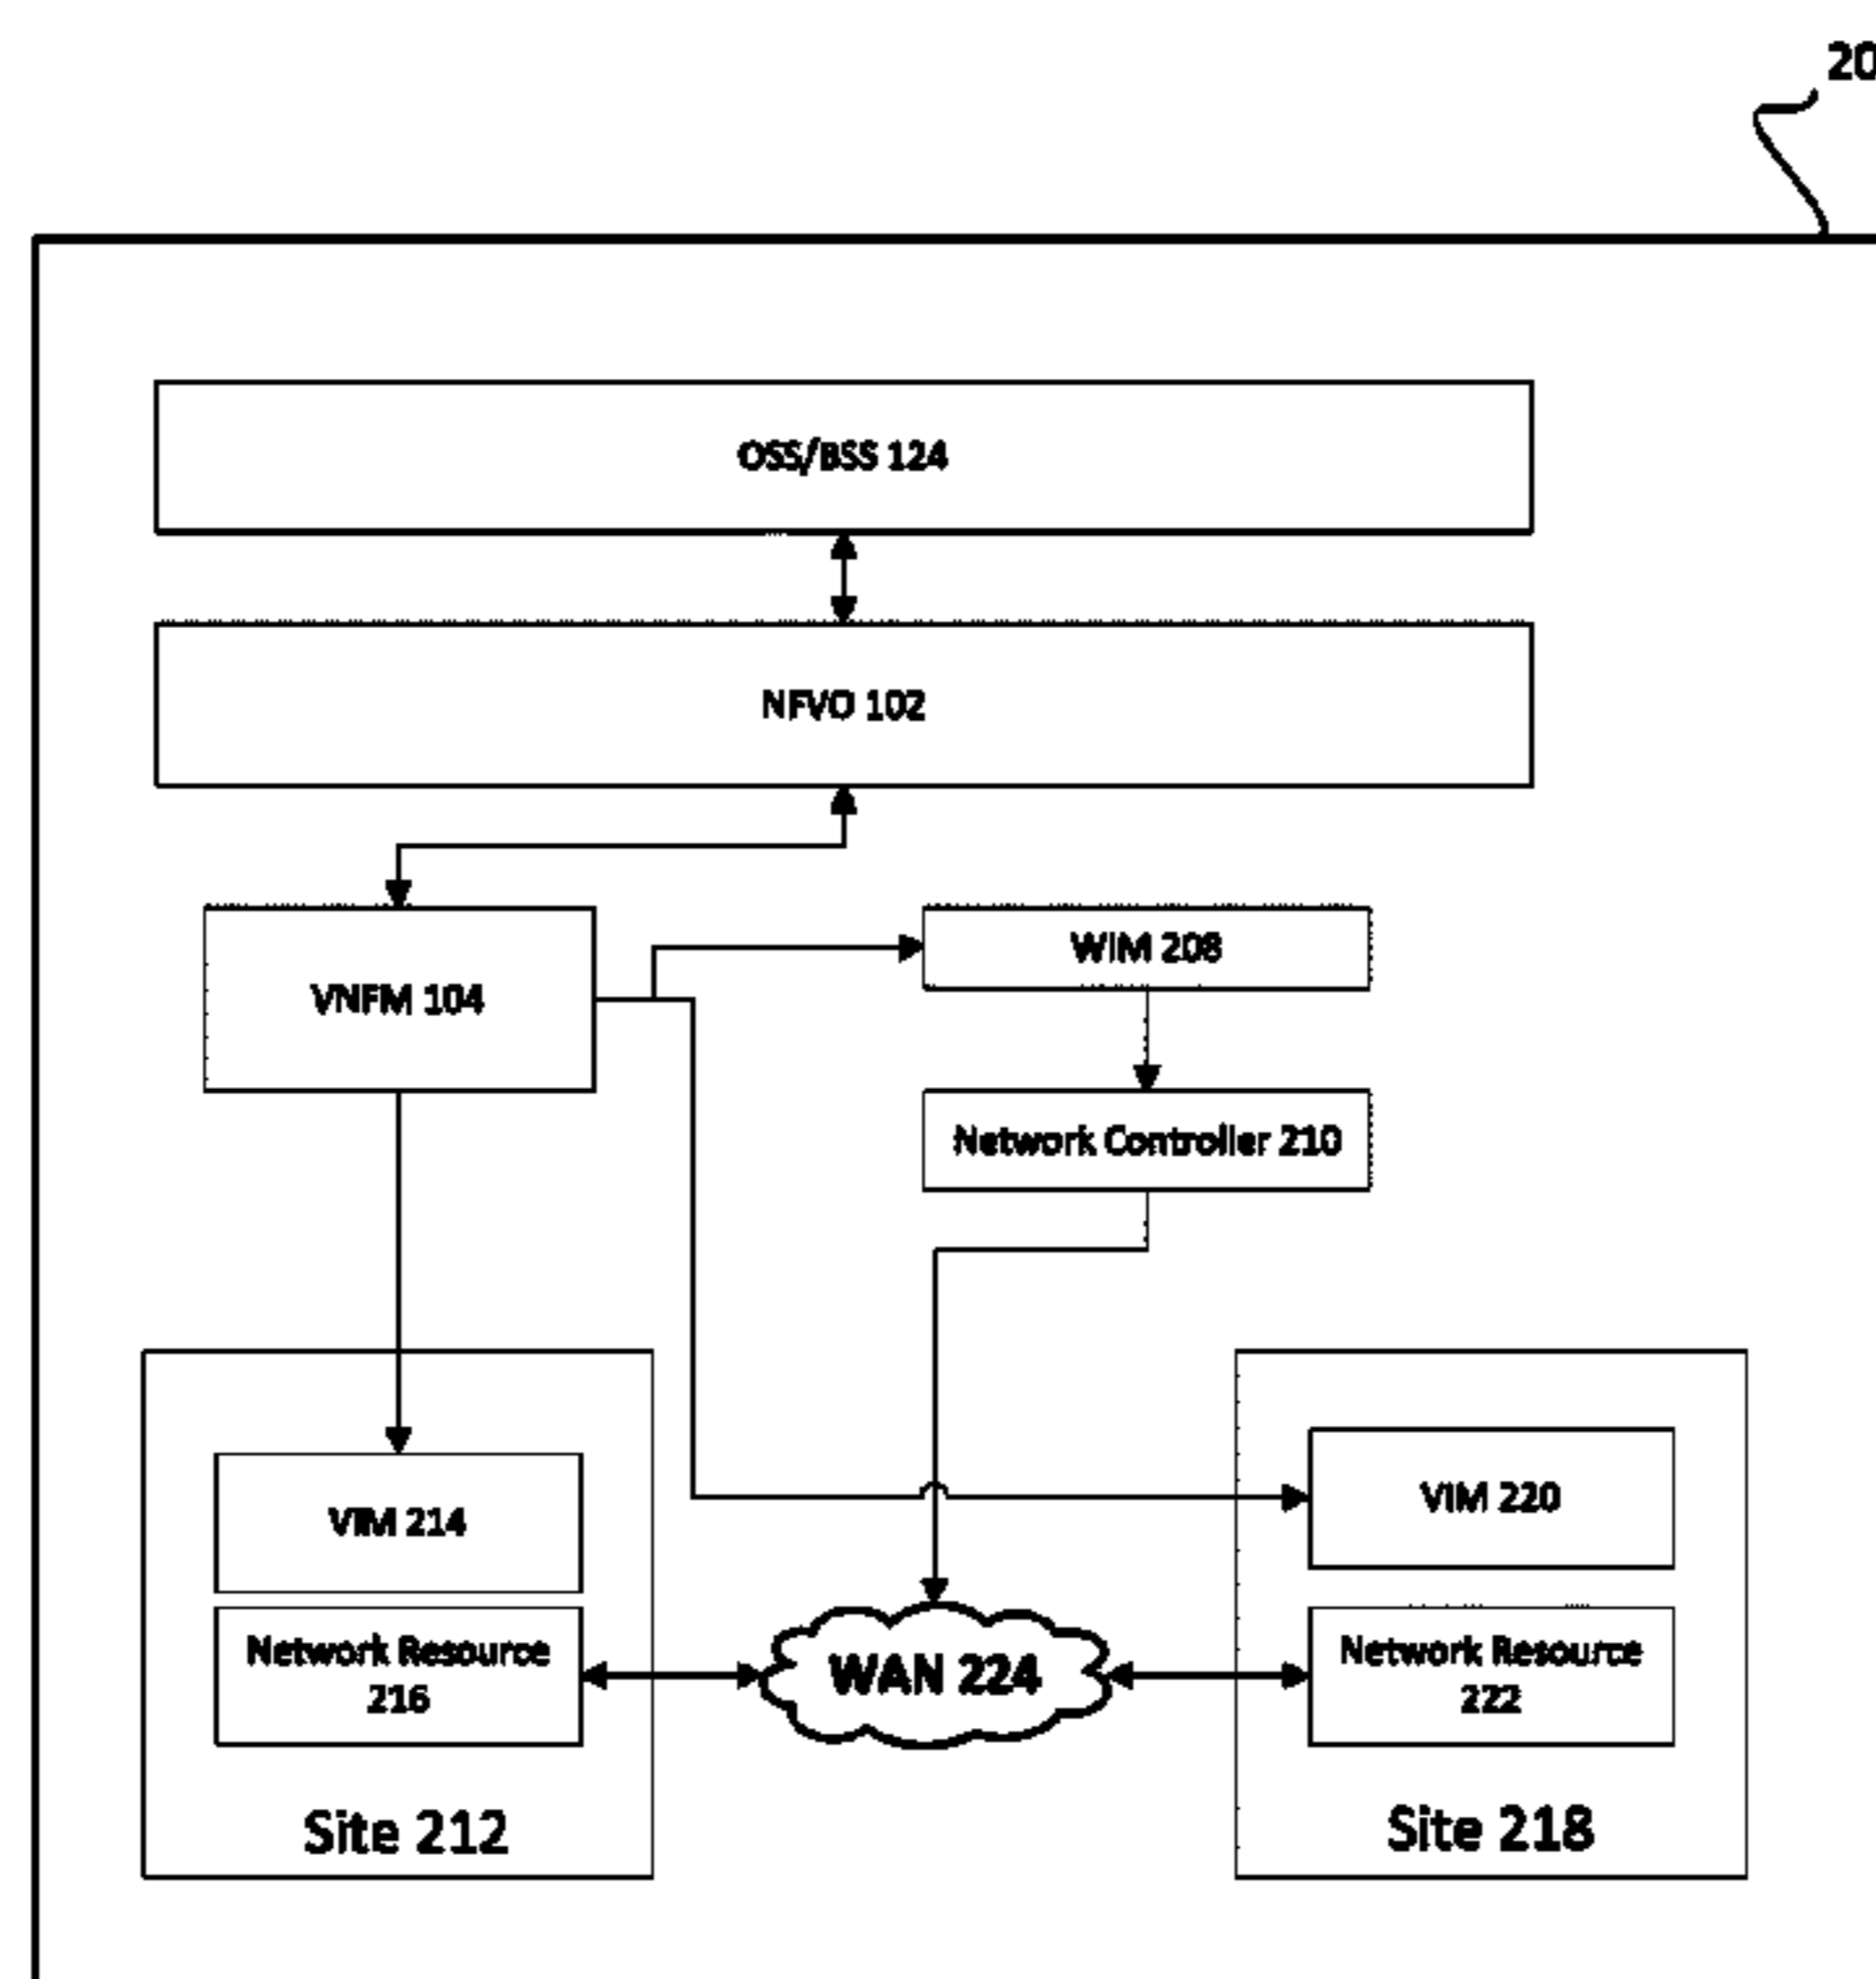 20
OSS/BSS 124
NFVO 102
VNFM 104
WIM 208
Network Controller 210
VIM 214
VIM 220
Network Resource
216
WAN 224
Network Resource
222
Site 212
Site 218